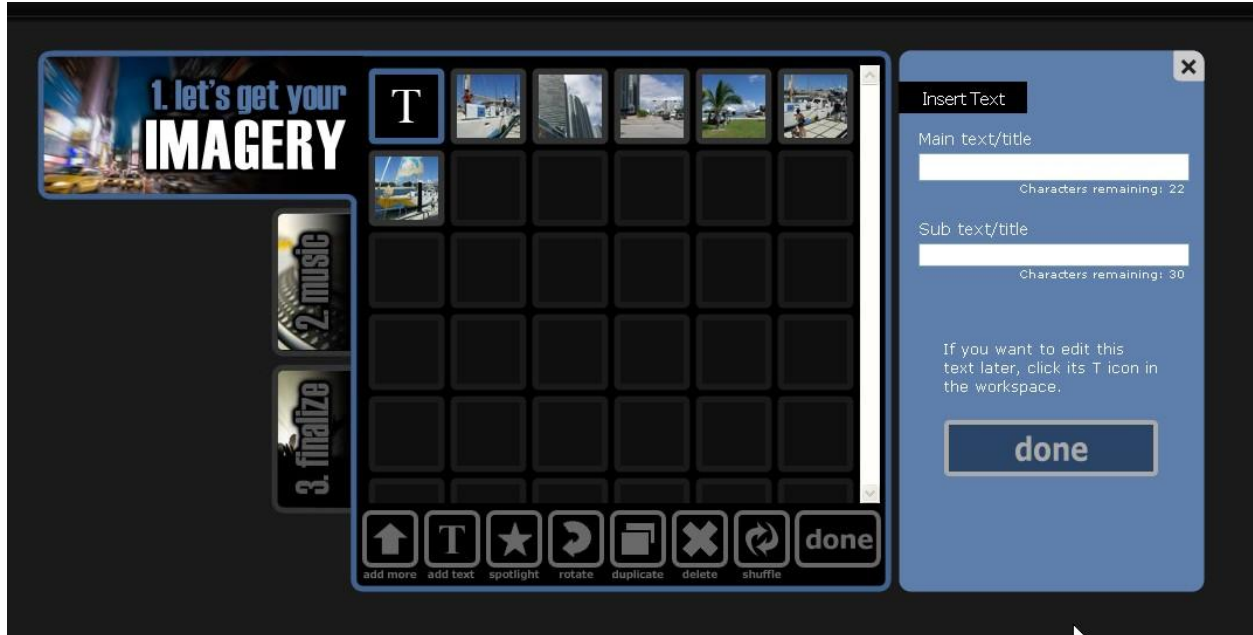 1. let's get your
IMAGERY
2. music
3. finalize
T
T
add more
add text
spotlight
rotate
duplicate
delete
shuffle
done
Insert Text
Main text/title
Characters remaining: 22
Sub text/title
Characters remaining: 30
If you want to edit this
text later, click its T icon in
the workspace.
done